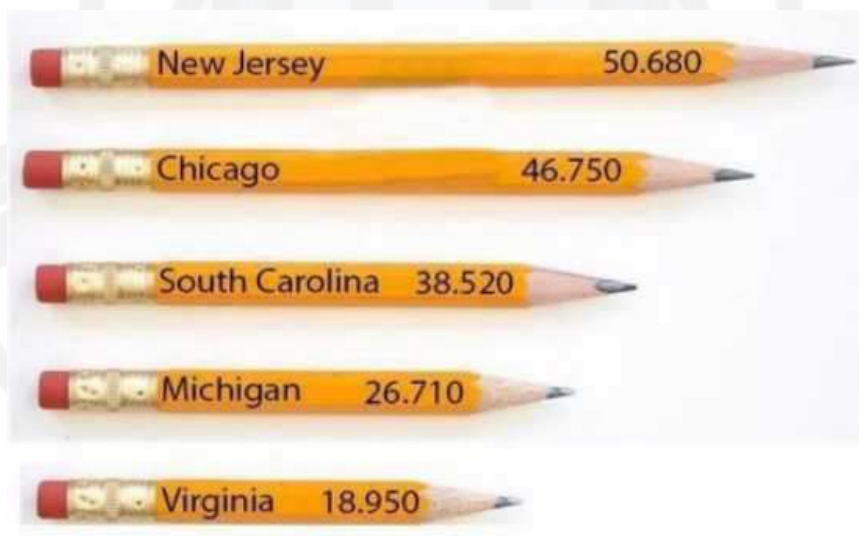 New Jersey 50.680
Chicago 46.750
South Carolina 38.520
Michigan 26.710
Virginia 18.950